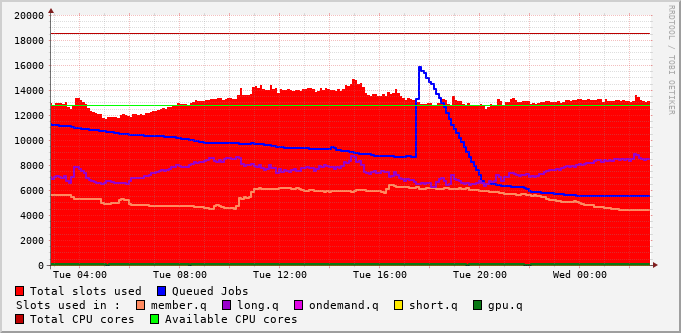 RRDTOOL / TOBI OETIKER
20000
18000
16000
14000
12000
10000
8000
6000
4000
2000
0
Tue 04:00 Tue 08:00 Tue 12:00 Tue 16:00 Tue 20:00 Wed 00:00
Total slots used Queued Jobs
Slots used in : member.q long.q ondemand.q short.q gpu.q
Total CPU cores Available CPU cores